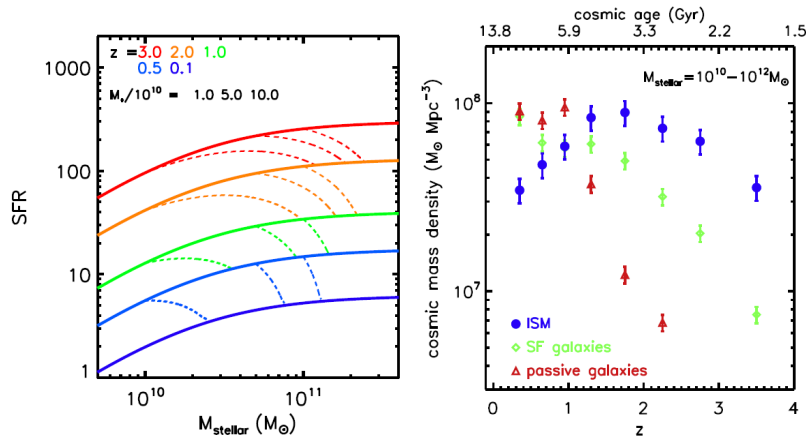 z = 3.0 2.0 1.0
0.5 0.1
M*/10^10 = 1.0 5.0 10.0
SFR
1000
100
10
1
10^10
10^11
M_stellar (M⊙)
cosmic age (Gyr)
13.8
5.9
3.3
2.2
1.5
M_stellar=10^10−10^12M⊙
cosmic mass density (M⊙ Mpc^−3)
10^8
10^7
ISM
SF galaxies
passive galaxies
0
1
2
3
4
z